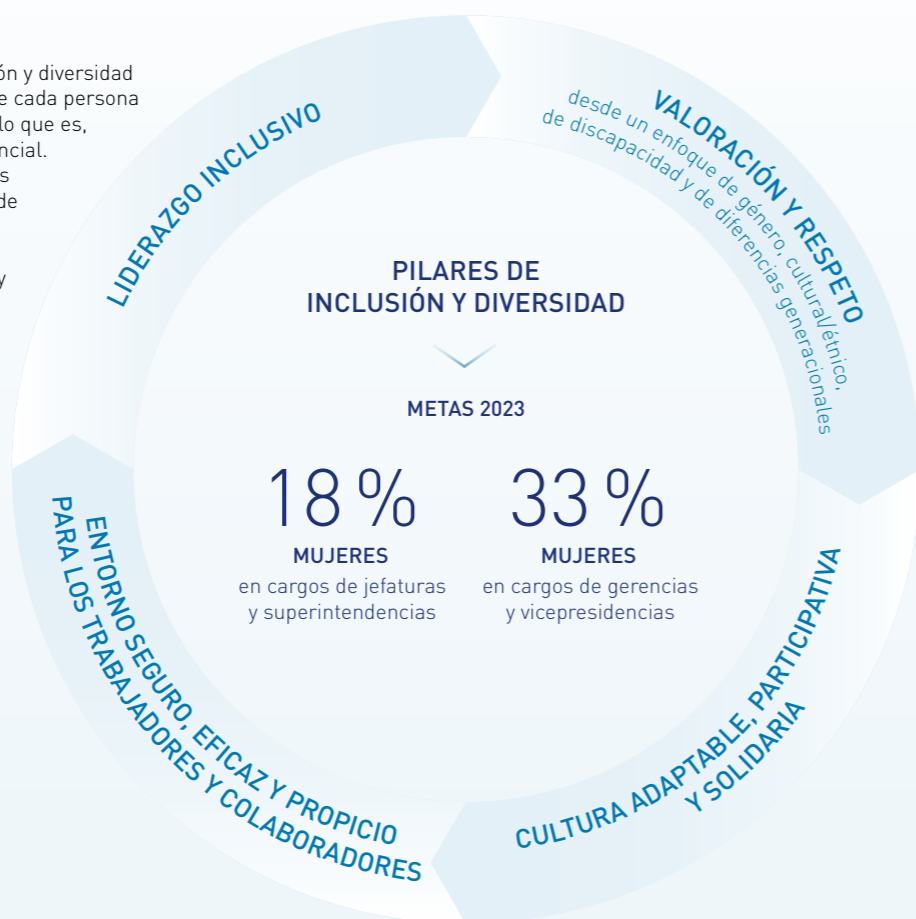 ón y diversidad
e cada persona
lo que es,
ncial.
s
de
y
LIDERAZGO INCLUSIVO
VALORACIÓN Y RESPETO
desde un enfoque de género, cultural/étnico,
de discapacidad y de diferencias generacionales
PILARES DE
INCLUSIÓN Y DIVERSIDAD
METAS 2023
18 %
MUJERES
en cargos de jefaturas
y superintendencias
33 %
MUJERES
en cargos de gerencias
y vicepresidencias
CULTURA ADAPTABLE, PARTICIPATIVA
Y SOLIDARIA
ENTORNO SEGURO, EFICAZ Y PROPICIO
PARA LOS TRABAJADORES Y COLABORADORES